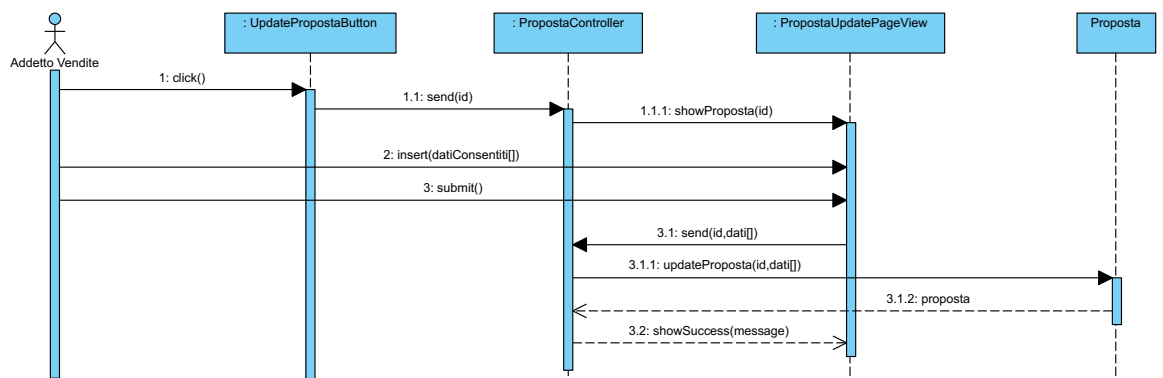 : UpdatePropostaButton
: PropostaController
: PropostaUpdatePageView
Proposta
Addetto Vendite
1: click()
1.1: send(id)
1.1.1: showProposta(id)
2: insert(datiConsentiti[])
3: submit()
3.1: send(id,dati[])
3.1.1: updateProposta(id,dati[])
3.1.2: proposta
3.2: showSuccess(message)